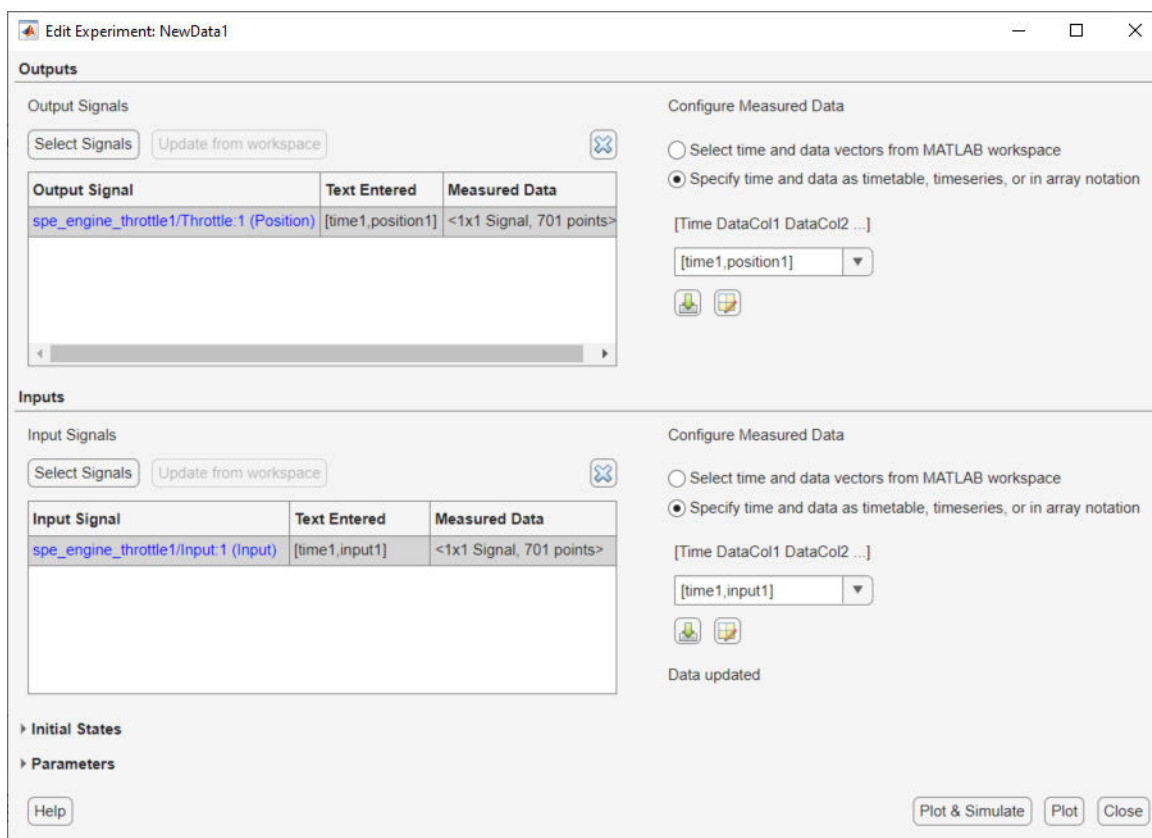 Edit Experiment: NewData1
Outputs
Output Signals
Select Signals Update from workspace
Output Signal Text Entered Measured Data
spe_engine_throttle1/Throttle:1 (Position) [time1,position1] <1x1 Signal, 701 points>
Configure Measured Data
Select time and data vectors from MATLAB workspace
Specify time and data as timetable, timeseries, or in array notation
[Time DataCol1 DataCol2 ...]
[time1,position1]
Inputs
Input Signals
Select Signals Update from workspace
Input Signal Text Entered Measured Data
spe_engine_throttle1/Input:1 (Input) [time1,input1] <1x1 Signal, 701 points>
Configure Measured Data
Select time and data vectors from MATLAB workspace
Specify time and data as timetable, timeseries, or in array notation
[Time DataCol1 DataCol2 ...]
[time1,input1]
Data updated
Initial States
Parameters
Help Plot & Simulate Plot Close